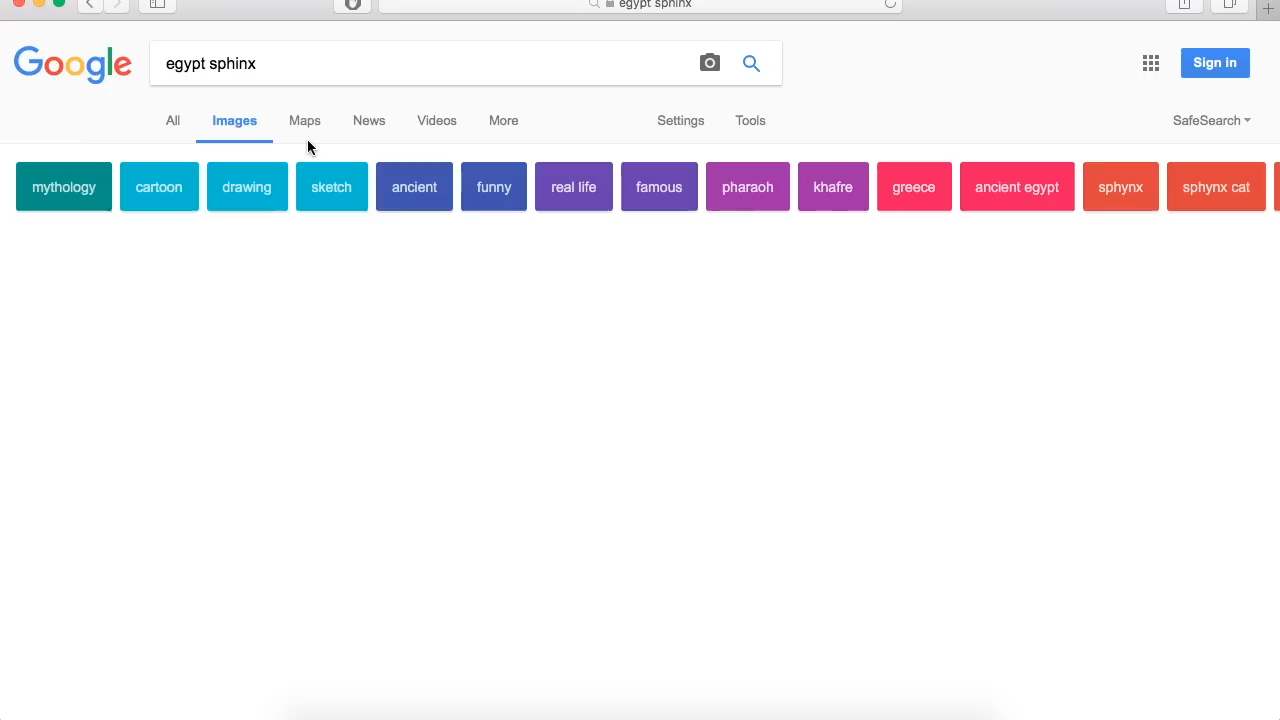 egypt sphinx
Google egypt sphinx Sign in
All Images Maps News Videos More Settings Tools SafeSearch
mythology cartoon drawing sketch ancient funny real life famous pharaoh khafre greece ancient egypt sphynx sphynx cat